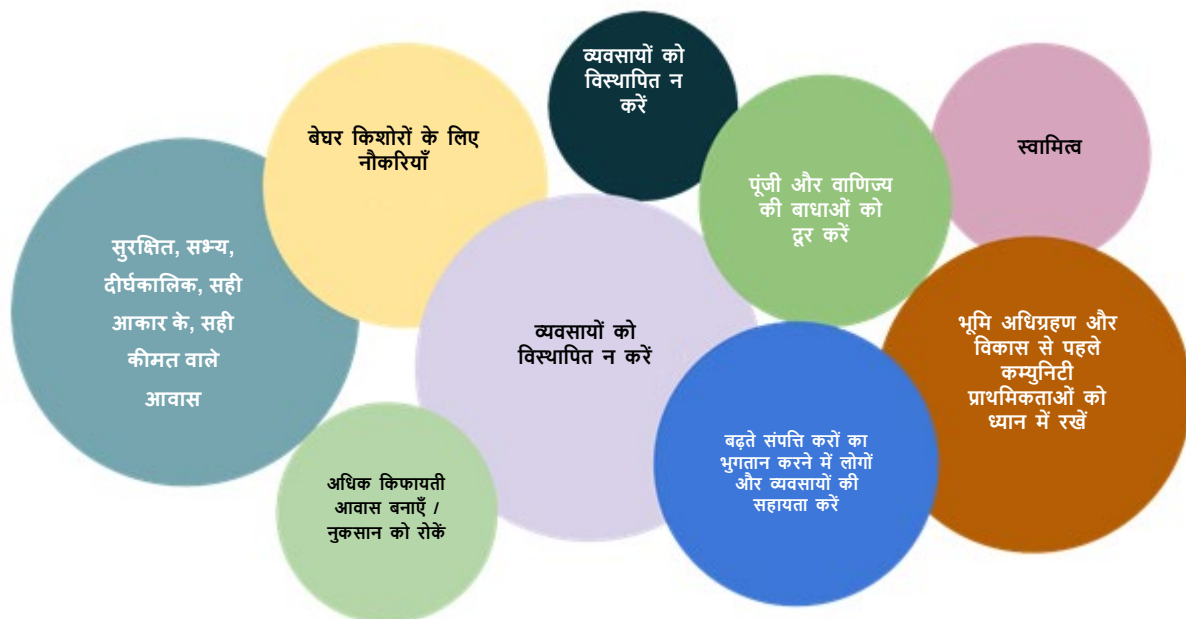 सुरक्षित, सभ्य,
दीर्घकालिक, सही
आकार के, सही
कीमत वाले
आवास
बेघर किशोरों के लिए
नौकरियाँ
व्यवसायों को
विस्थापित न
करें
पूंजी और वाणिज्य
की बाधाओं को
दूर करें
स्वामित्व
व्यवसायों को
विस्थापित न करें
भूमि अधिग्रहण और
विकास से पहले
कम्युनिटी
प्राथमिकताओं को
ध्यान में रखें
अधिक किफायती
आवास बनाएँ /
नुकसान को रोकें
बढ़ते संपत्ति करों का
भुगतान करने में लोगों
और व्यवसायों की
सहायता करें